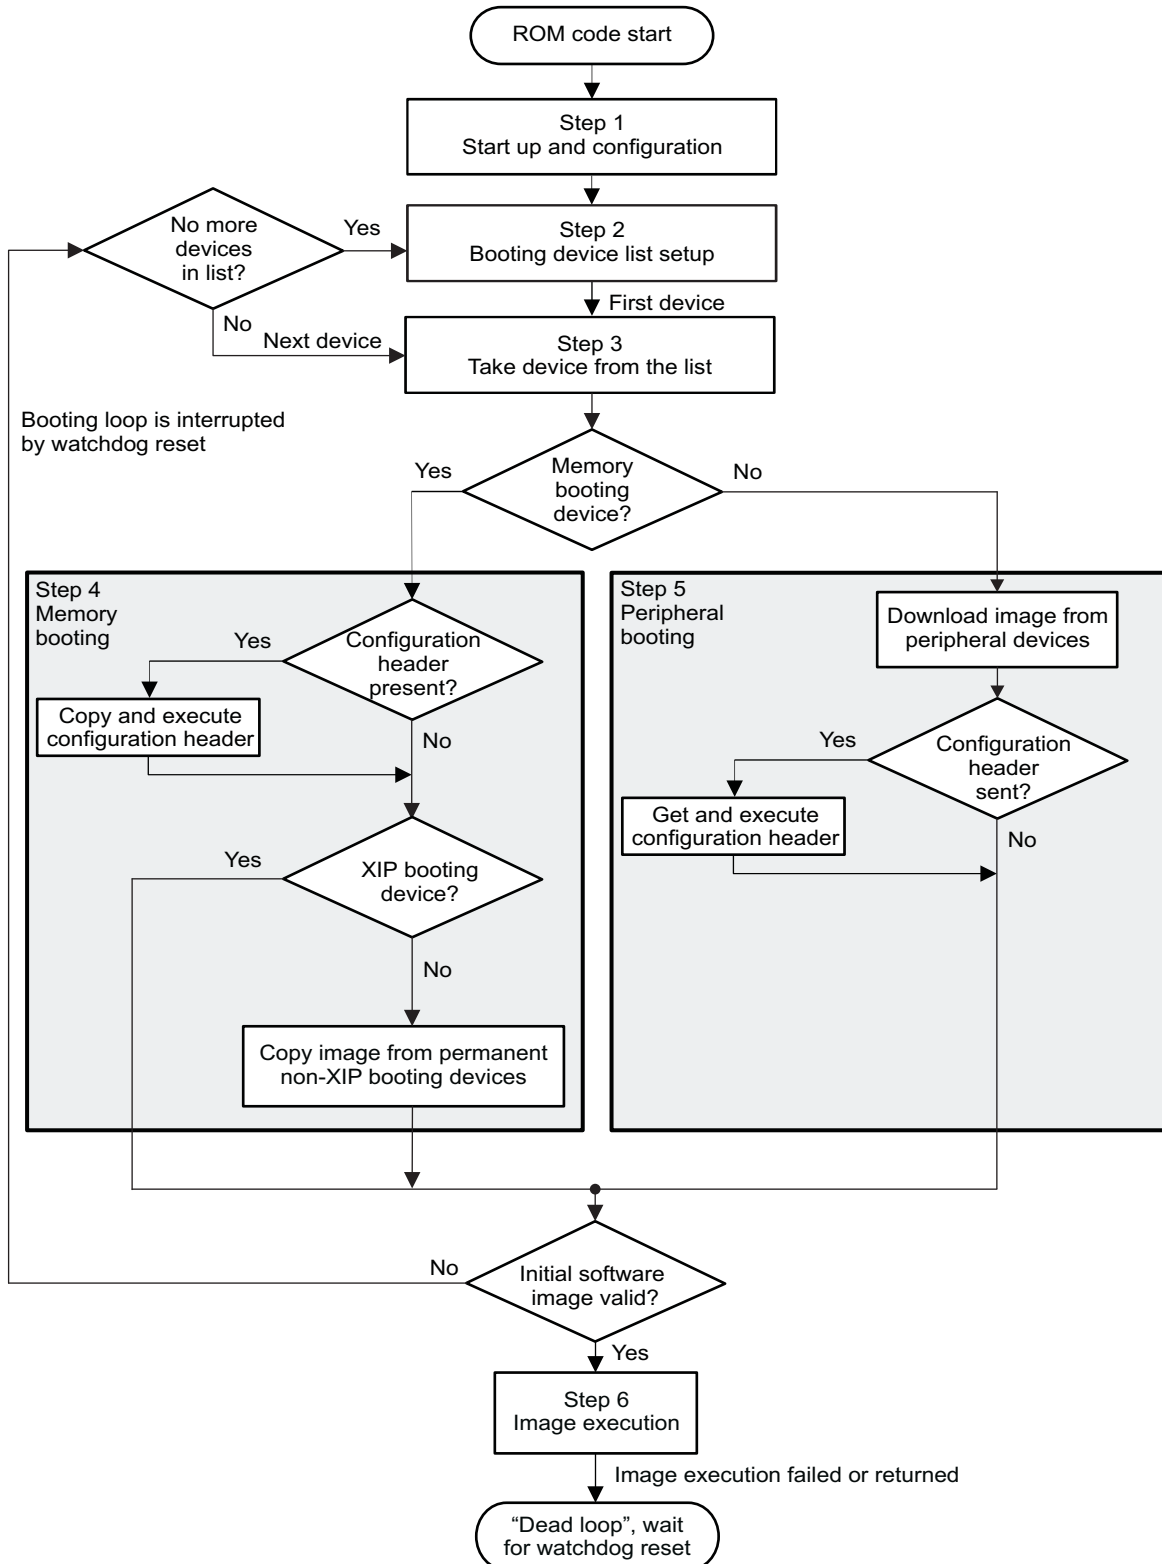 ROM code start
Step 1
Start up and configuration
No more
devices
in list?
Yes
Step 2
Booting device list setup
First device
No
Next device
Step 3
Take device from the list
Booting loop is interrupted
by watchdog reset
Yes
Memory
booting
device?
No
Step 4
Memory
booting
Yes
Configuration
header
present?
Copy and execute
configuration header
No
Yes
XIP booting
device?
No
Copy image from permanent
non-XIP booting devices
Step 5
Peripheral
booting
Download image from
peripheral devices
Yes
Configuration
header
sent?
Get and execute
configuration header
No
No
Initial software
image valid?
Yes
Step 6
Image execution
Image execution failed or returned
“Dead loop”, wait
for watchdog reset